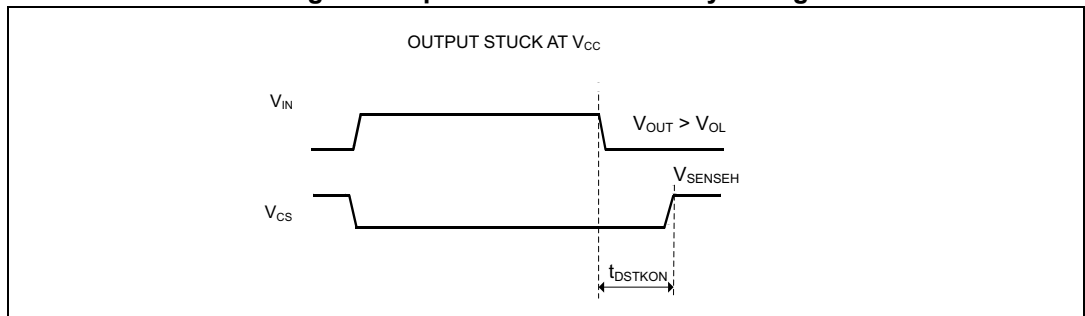 OUTPUT STUCK AT VCC
VIN
VOUT > VOL
VSENSEH
VCS
tDSTKON